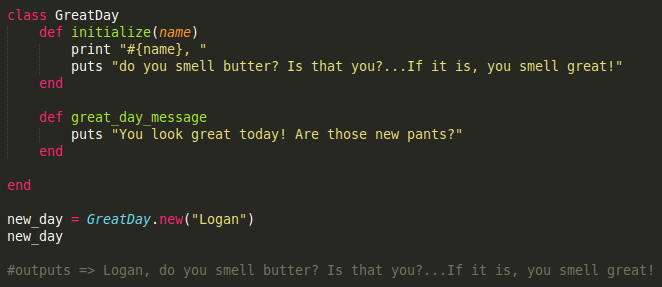 class GreatDay
    def initialize(name)
        print "#{name}, "
        puts "do you smell butter? Is that you?...If it is, you smell great!"
    end

    def great_day_message
        puts "You look great today! Are those new pants?"
    end

end

new_day = GreatDay.new("Logan")
new_day

#outputs => Logan, do you smell butter? Is that you?...If it is, you smell great!